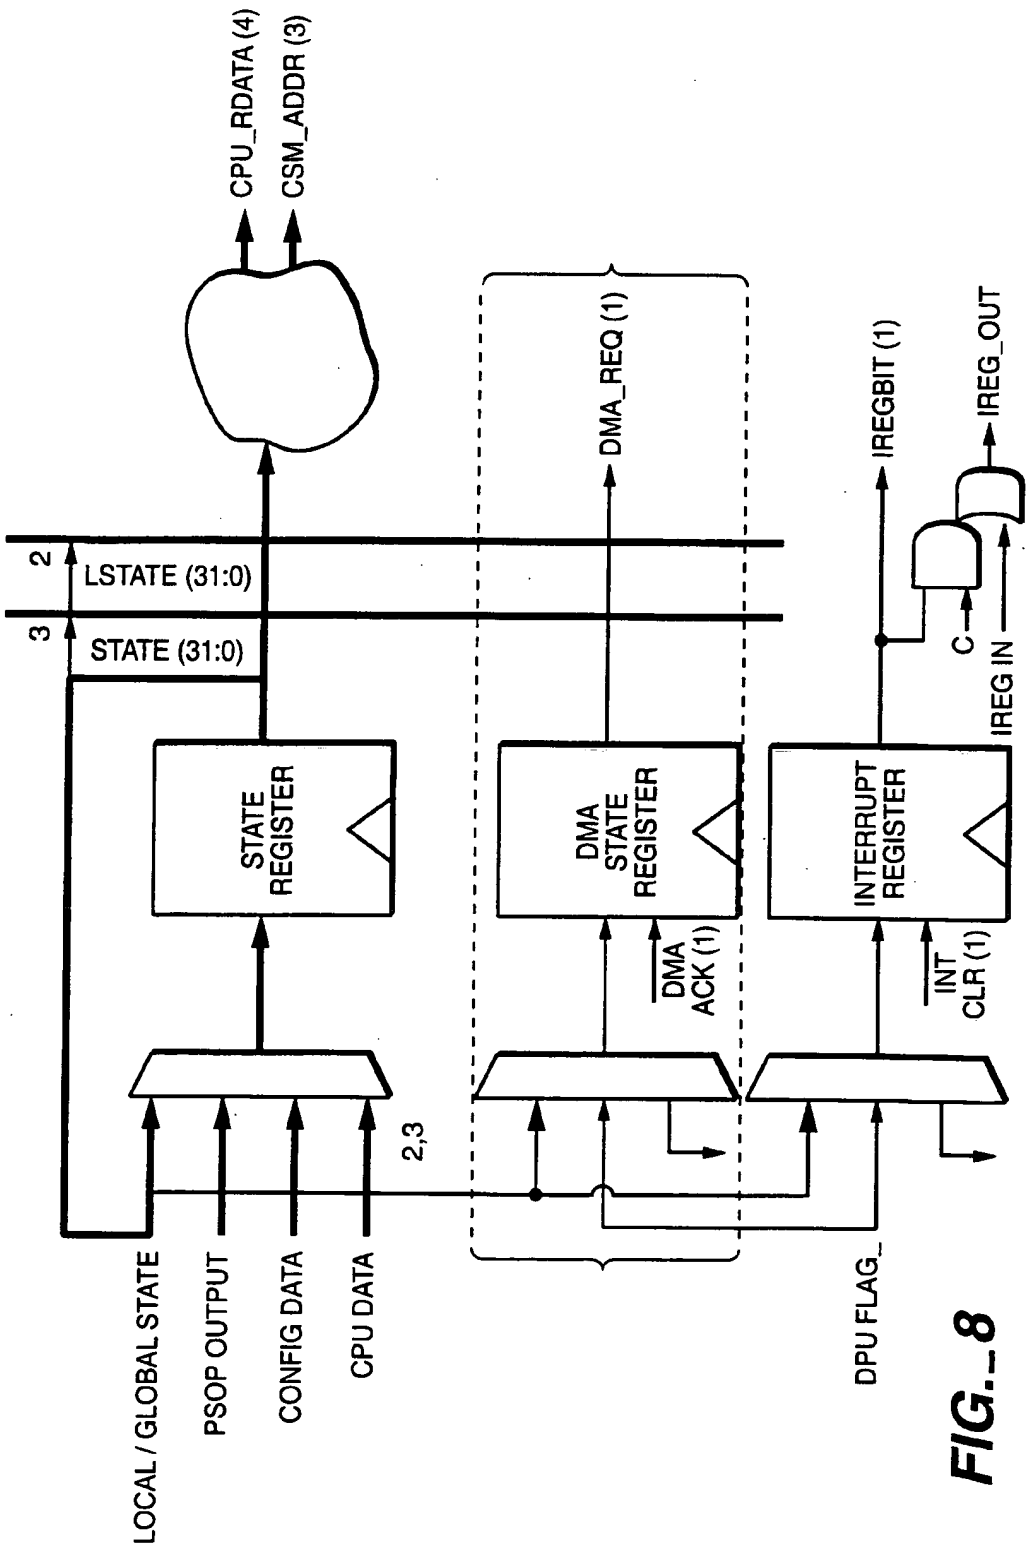 LOCAL / GLOBAL STATE
PSOP OUTPUT
CONFIG DATA
CPU DATA
2,3
STATE
REGISTER
3
STATE (31:0)
2
LSTATE (31:0)
CPU_RDATA (4)
CSM_ADDR (3)
DMA
ACK (1)
DMA
STATE
REGISTER
DMA_REQ (1)
DPU FLAG_
INT
CLR (1)
INTERRUPT
REGISTER
IREGBIT (1)
C
IREG IN
IREG_OUT
FIG._8